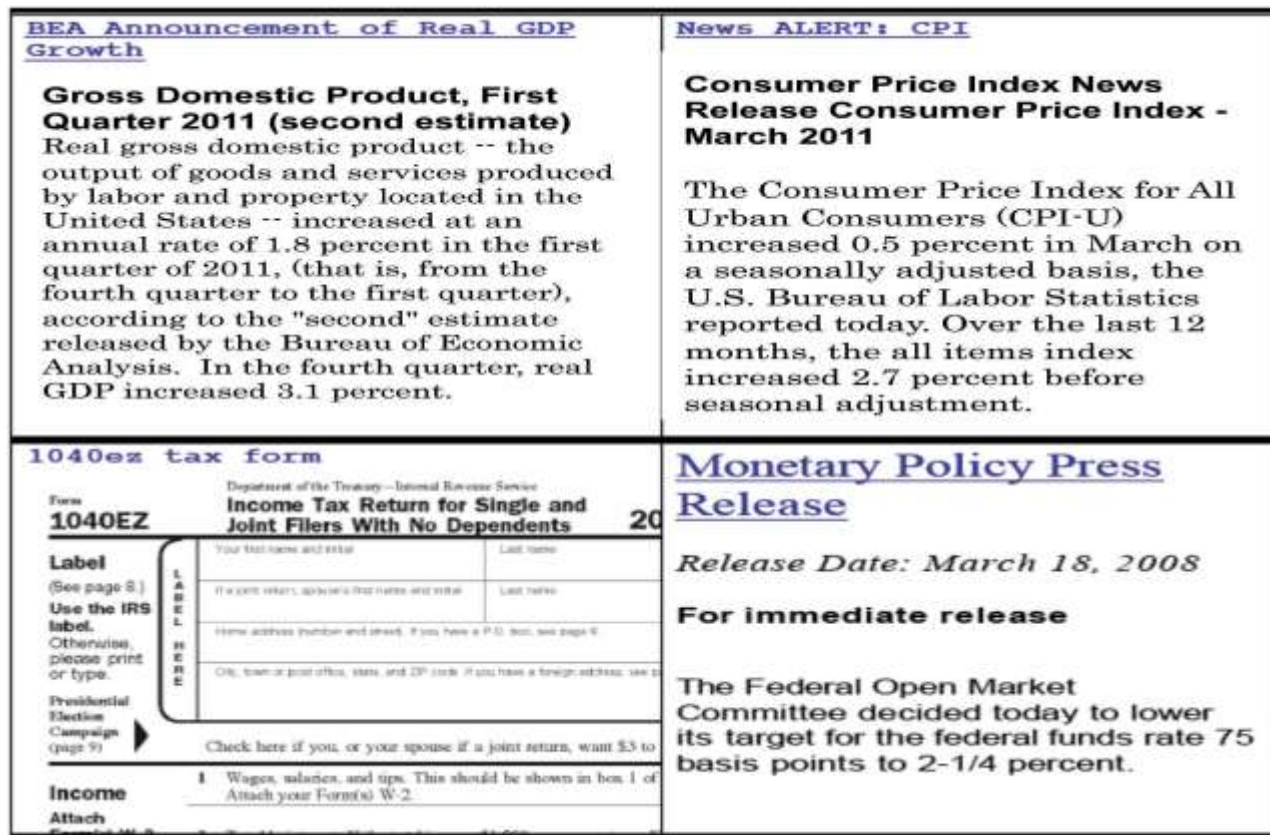 BEA Announcement of Real GDP
Growth
Gross Domestic Product, First
Quarter 2011 (second estimate)
Real gross domestic product -- the
output of goods and services produced
by labor and property located in the
United States -- increased at an
annual rate of 1.8 percent in the first
quarter of 2011, (that is, from the
fourth quarter to the first quarter),
according to the "second" estimate
released by the Bureau of Economic
Analysis.  In the fourth quarter, real
GDP increased 3.1 percent.
News ALERT: CPI
Consumer Price Index News
Release Consumer Price Index -
March 2011
The Consumer Price Index for All
Urban Consumers (CPI-U)
increased 0.5 percent in March on
a seasonally adjusted basis, the
U.S. Bureau of Labor Statistics
reported today. Over the last 12
months, the all items index
increased 2.7 percent before
seasonal adjustment.
1040ez tax form
Form
1040EZ
Department of the Treasury—Internal Revenue Service
Income Tax Return for Single and
Joint Filers With No Dependents 20
Label
(See page 8.)
Use the IRS
label.
Otherwise,
please print
or type.
Presidential
Election
Campaign
(page 9)
LABEL HERE
Your first name and initial Last name
If a joint return, spouse's first name and initial Last name
Home address (number and street). If you have a P.O. box, see page 9.
City, town or post office, state, and ZIP code. If you have a foreign address, see p
Check here if you, or your spouse if a joint return, want $3 to
Income
Attach
1 Wages, salaries, and tips. This should be shown in box 1 of
Attach your Form(s) W-2.
Monetary Policy Press
Release
Release Date: March 18, 2008
For immediate release
The Federal Open Market
Committee decided today to lower
its target for the federal funds rate 75
basis points to 2-1/4 percent.